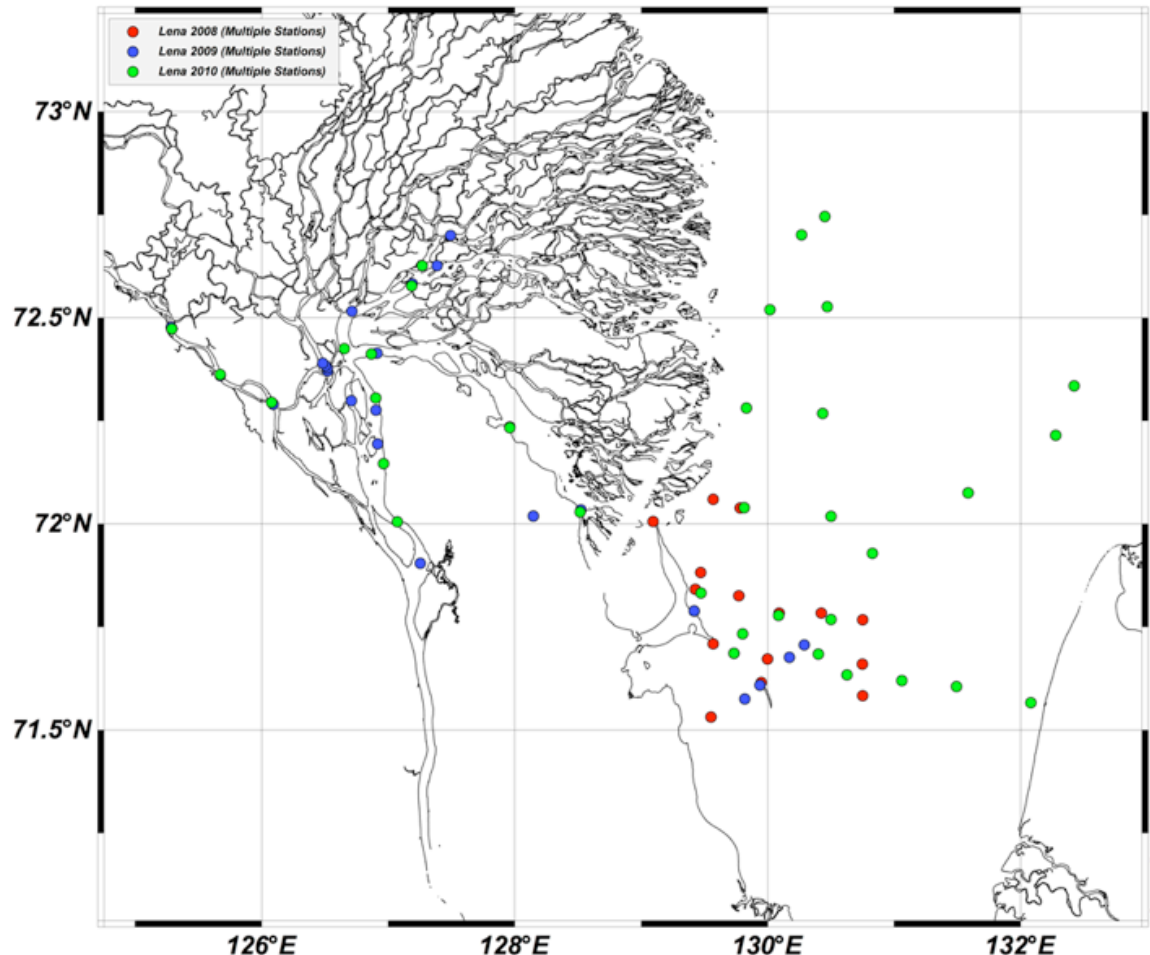 Lena 2008 (Multiple Stations)
Lena 2009 (Multiple Stations)
Lena 2010 (Multiple Stations)
73°N
72.5°N
72°N
71.5°N
126°E
128°E
130°E
132°E